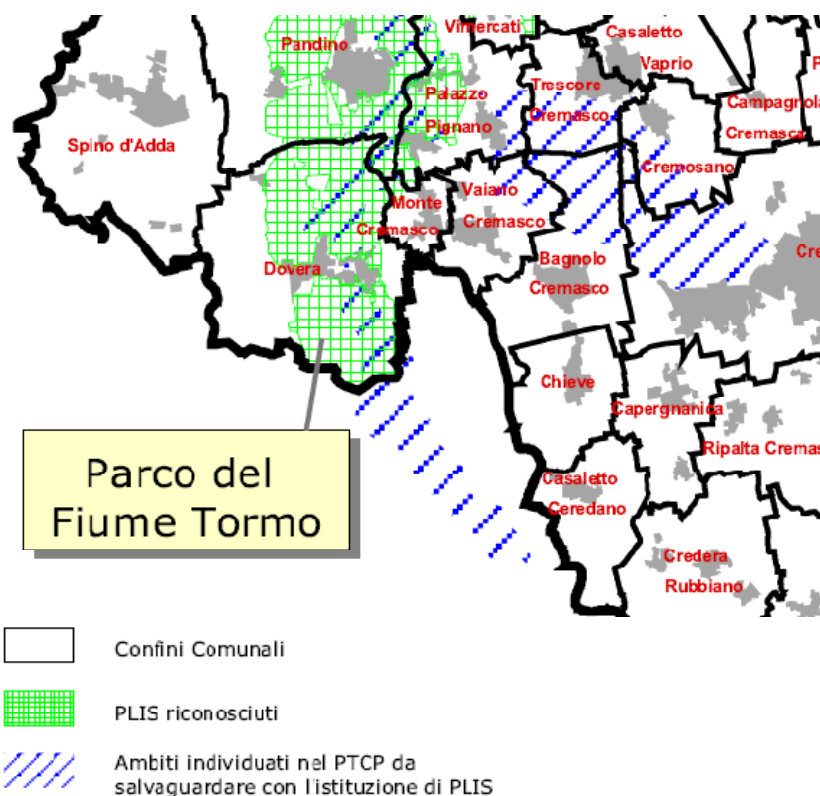 Vimercati
Casaletto
Pandino
Vaprio
Trescore
Palazzo
Campagnola
Cremasco
Pignano
Cremasca
Spino d'Adda
Cremosano
Vaiano
Monte
Cremasco
Cremasco
Cre
Bagnolo
Dovera
Cremasco
Chieve
Capergnanica
Ripalta Cremas
Parco del
Fiume Tormo
Casaletto
Ceredano
Credera
Rubbiano
Confini Comunali
PLIS riconosciuti
Ambiti individuati nel PTCP da
salvaguardare con l'istituzione di PLIS